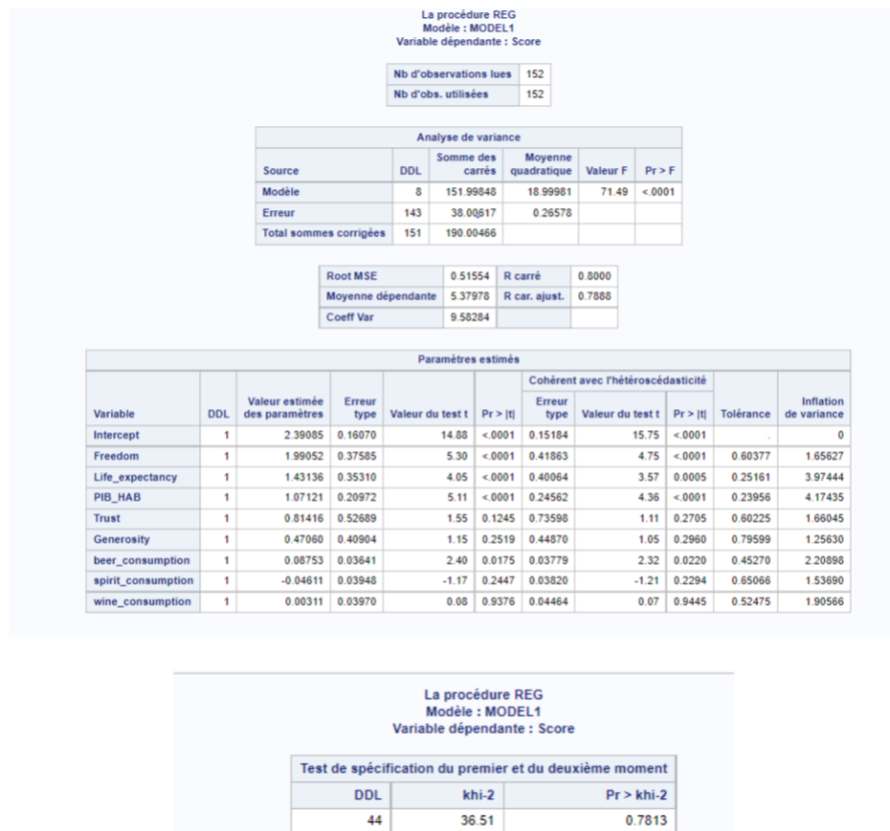 La procédure REG
Modèle : MODEL1
Variable dépendante : Score
Nb d'observations lues 152
Nb d'obs. utilisées 152
Analyse de variance
Source DDL Somme des carrés Moyenne quadratique Valeur F Pr > F
Modèle 8 151.99848 18.99981 71.49 <.0001
Erreur 143 38.00617 0.26578
Total sommes corrigées 151 190.00466
Root MSE 0.51554 R carré 0.8000
Moyenne dépendante 5.37978 R car. ajust. 0.7888
Coeff Var 9.58284
Paramètres estimés
Cohérent avec l'hétéroscédasticité
Variable DDL Valeur estimée des paramètres Erreur type Valeur du test t Pr > |t| Erreur type Valeur du test t Pr > |t| Tolérance Inflation de variance
Intercept 1 2.39085 0.16070 14.88 <.0001 0.15184 15.75 <.0001 . 0
Freedom 1 1.99052 0.37585 5.30 <.0001 0.41863 4.75 <.0001 0.60377 1.65627
Life_expectancy 1 1.43136 0.35310 4.05 <.0001 0.40064 3.57 0.0005 0.25161 3.97444
PIB_HAB 1 1.07121 0.20972 5.11 <.0001 0.24562 4.36 <.0001 0.23956 4.17435
Trust 1 0.81416 0.52689 1.55 0.1245 0.73598 1.11 0.2705 0.60225 1.66045
Generosity 1 0.47060 0.40904 1.15 0.2519 0.44870 1.05 0.2960 0.79599 1.25630
beer_consumption 1 0.08753 0.03641 2.40 0.0175 0.03779 2.32 0.0220 0.45270 2.20898
spirit_consumption 1 -0.04611 0.03948 -1.17 0.2447 0.03820 -1.21 0.2294 0.65066 1.53690
wine_consumption 1 0.00311 0.03970 0.08 0.9376 0.04464 0.07 0.9445 0.52475 1.90566
La procédure REG
Modèle : MODEL1
Variable dépendante : Score
Test de spécification du premier et du deuxième moment
DDL khi-2 Pr > khi-2
44 36.51 0.7813